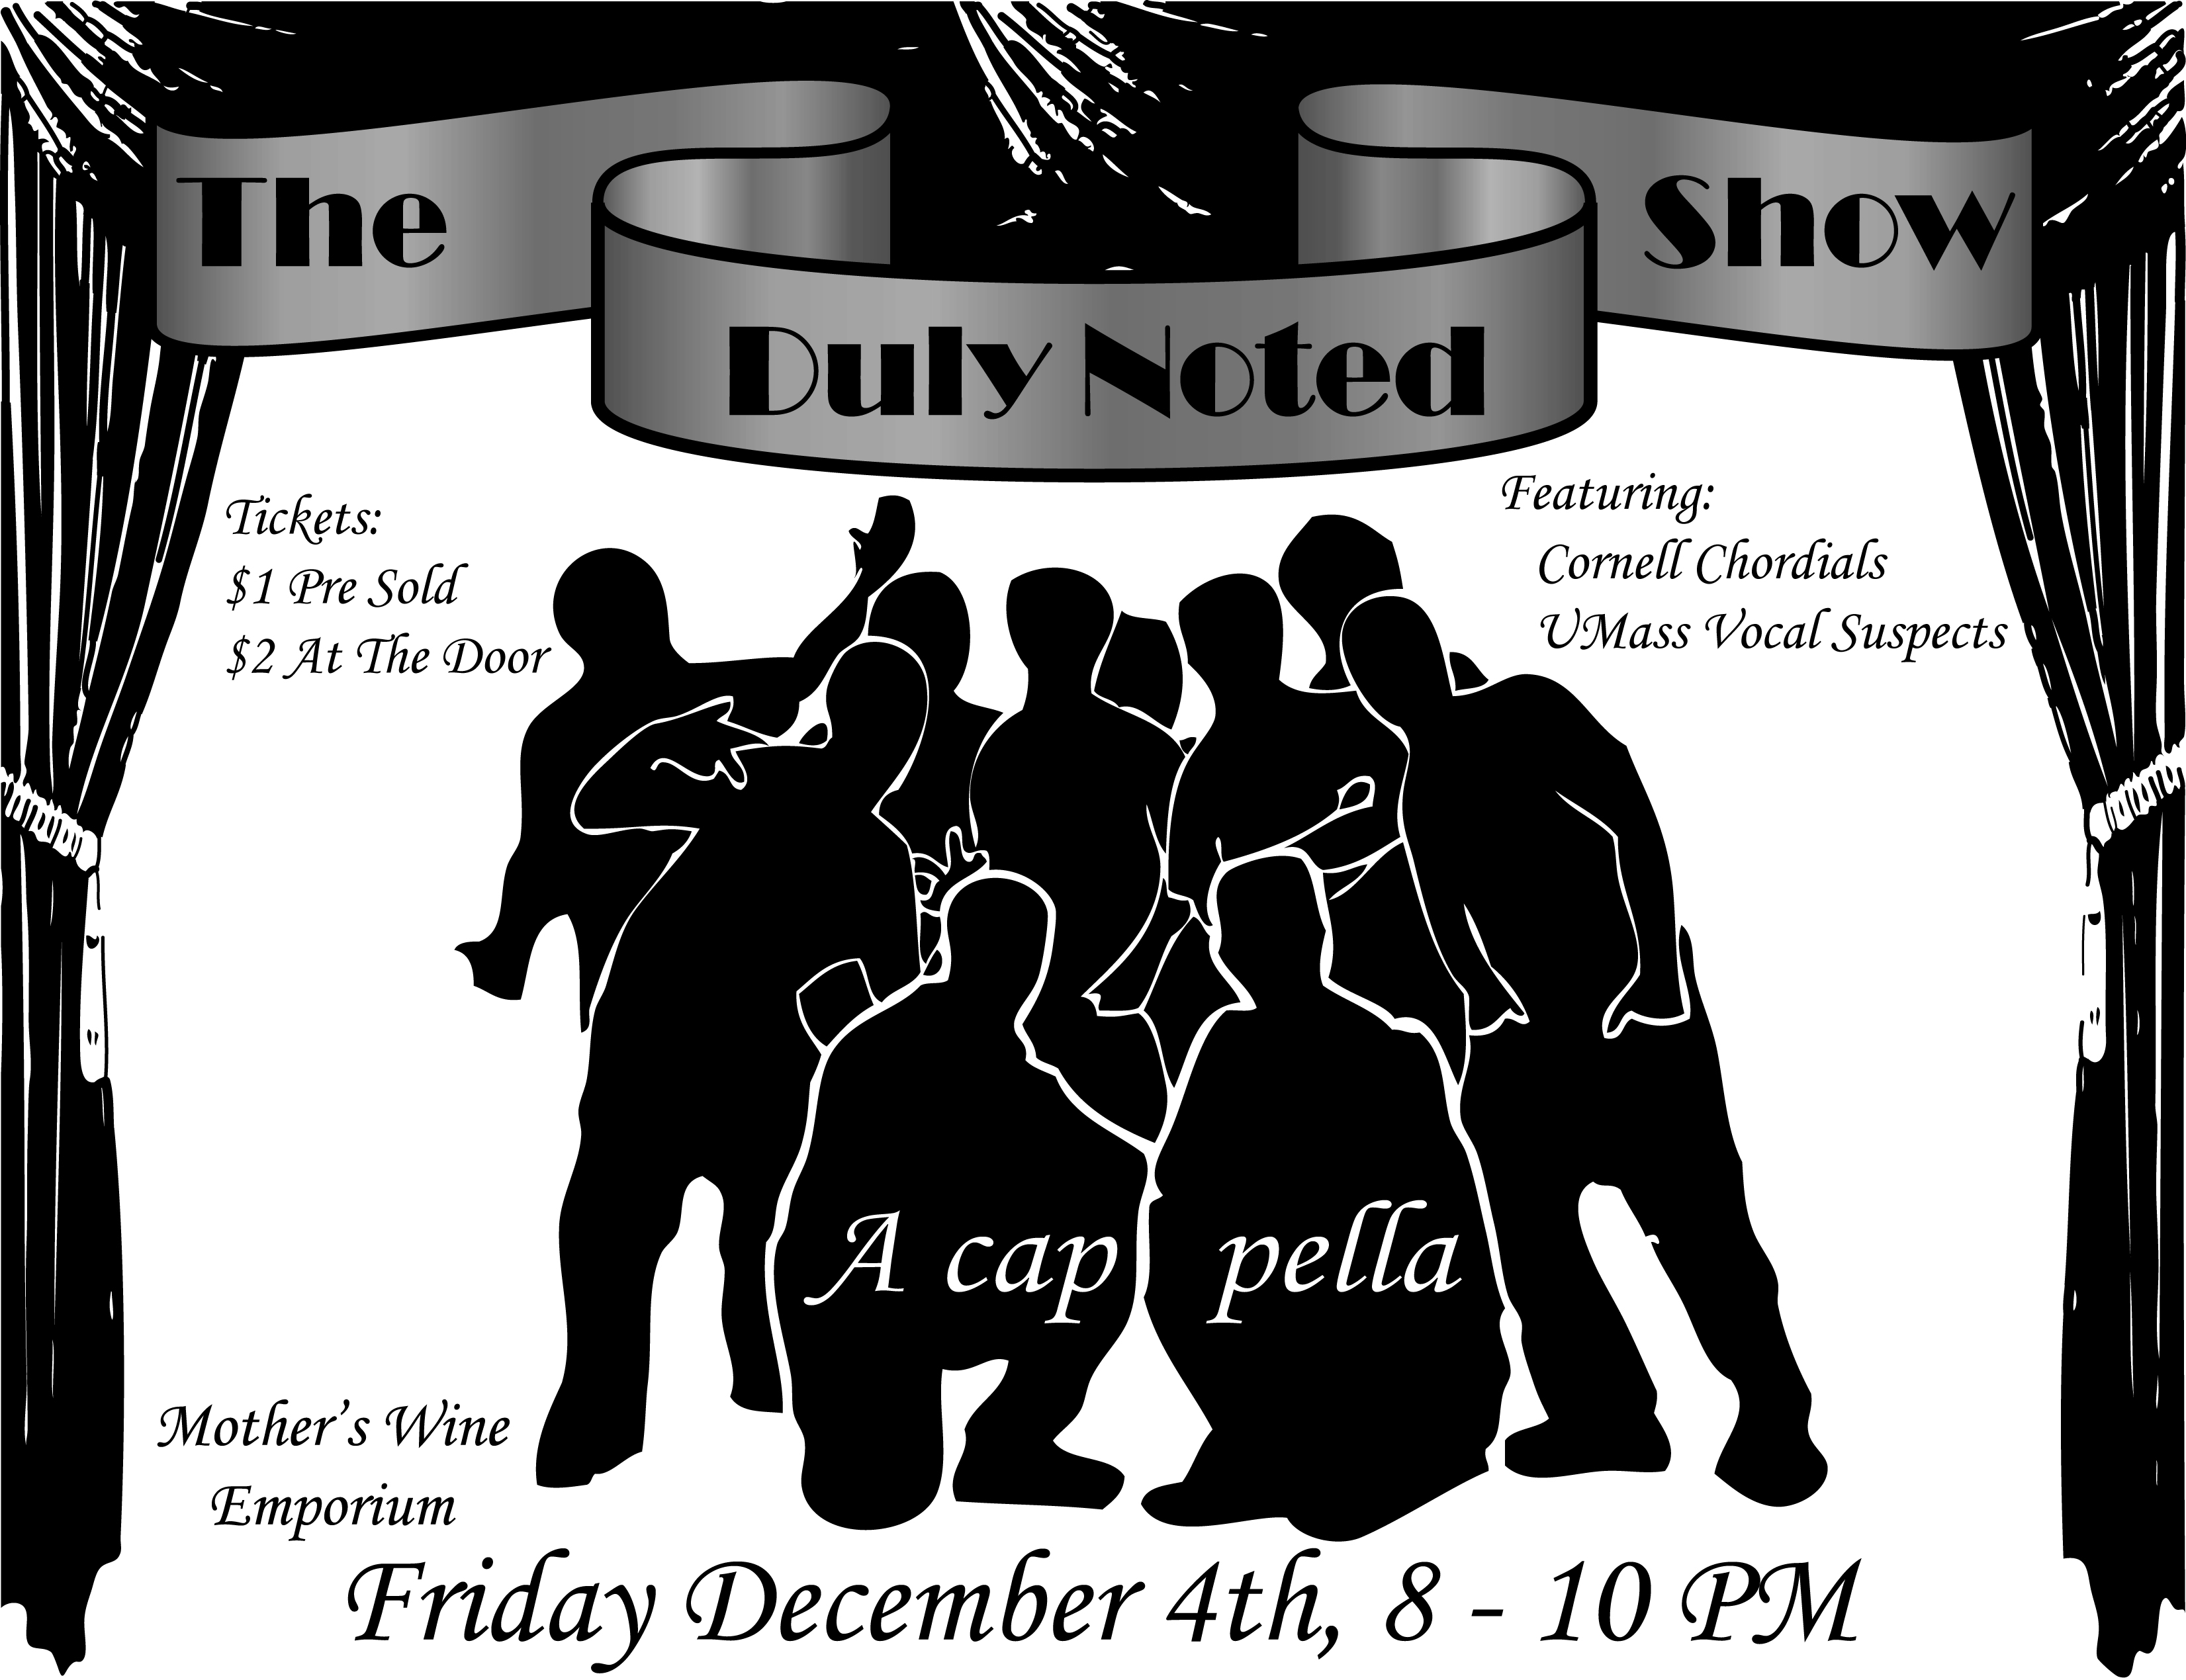 The Show
Duly Noted
Tickets:
$1 Pre Sold
$2 At The Door
Featuring:
Cornell Chordials
UMass Vocal Suspects
A cap pella
Mother's Wine
Emporium
Friday December 4th, 8 - 10 PM